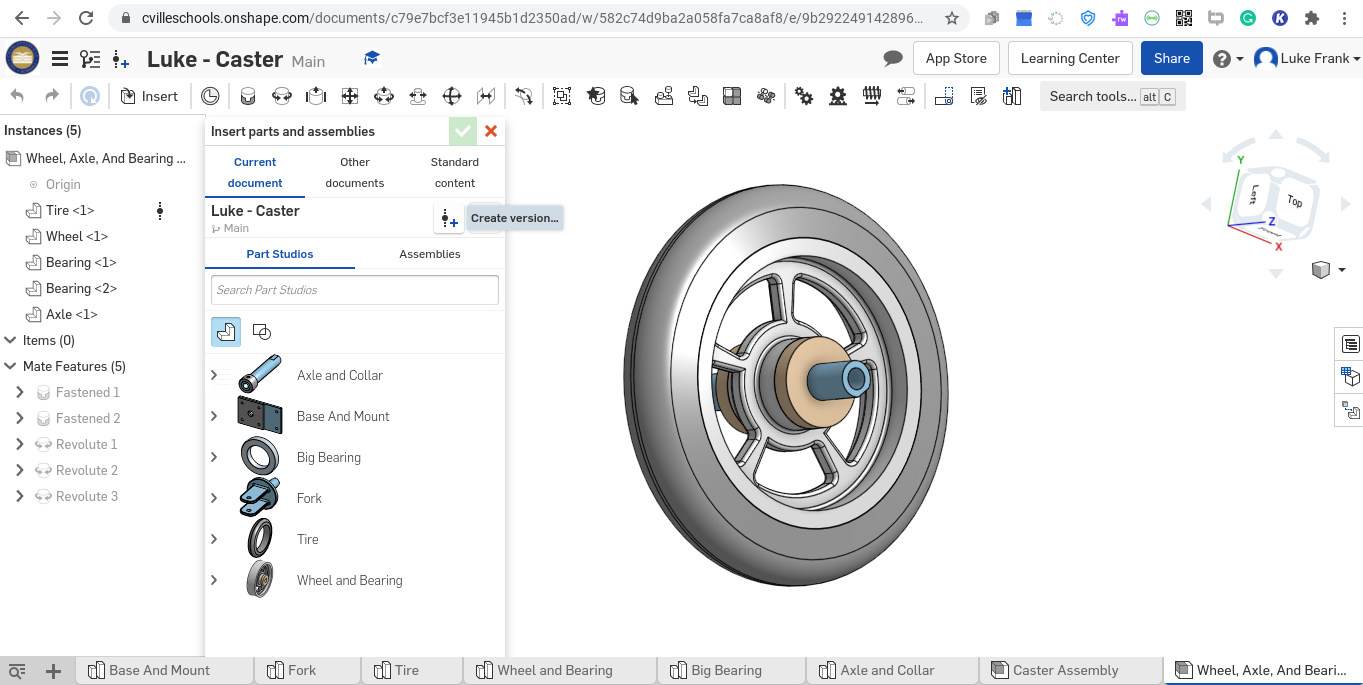 cvilleschools.onshape.com/documents/c79e7bcf3e11945b1d2350ad/w/582c74d9ba2a058fa7ca8af8/e/9b292249142896...
Luke - Caster Main
App Store
Learning Center
Share
Luke Frank
Insert
Search tools... alt C
Instances (5)
Wheel, Axle, And Bearing ...
Origin
Tire <1>
Wheel <1>
Bearing <1>
Bearing <2>
Axle <1>
Items (0)
Mate Features (5)
Fastened 1
Fastened 2
Revolute 1
Revolute 2
Revolute 3
Insert parts and assemblies
Current document
Other documents
Standard content
Luke - Caster
Main
Create version...
Part Studios
Assemblies
Search Part Studios
Axle and Collar
Base And Mount
Big Bearing
Fork
Tire
Wheel and Bearing
Y
Left
Top
Z
Front
X
Base And Mount
Fork
Tire
Wheel and Bearing
Big Bearing
Axle and Collar
Caster Assembly
Wheel, Axle, And Beari...